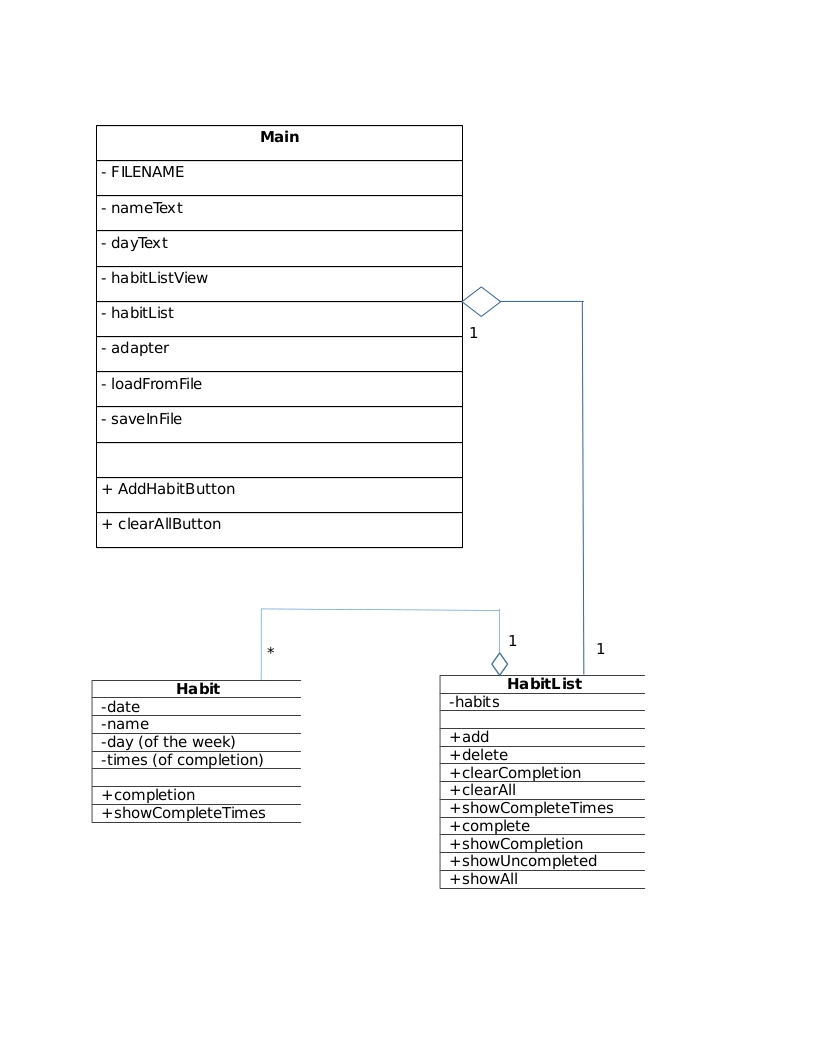 Main
- FILENAME
- nameText
- dayText
- habitListView
- habitList
- adapter
- loadFromFile
- saveInFile
+ AddHabitButton
+ clearAllButton
1
1
1
*
Habit
-date
-name
-day (of the week)
-times (of completion)
+completion
+showCompleteTimes
HabitList
-habits
+add
+delete
+clearCompletion
+clearAll
+showCompleteTimes
+complete
+showCompletion
+showUncompleted
+showAll